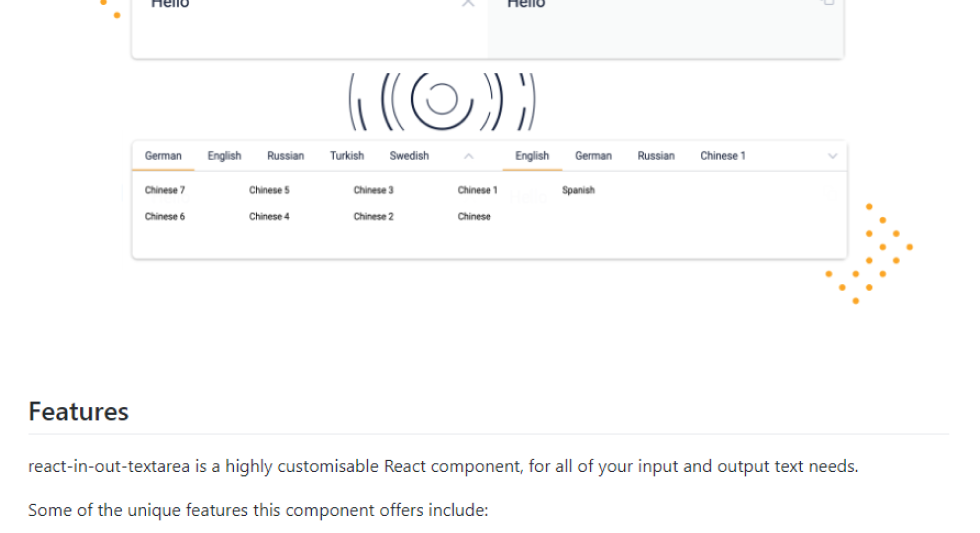 Hello Hello
German English Russian Turkish Swedish English German Russian Chinese 1
Chinese 7 Chinese 5 Chinese 3 Chinese 1 Spanish
Chinese 6 Chinese 4 Chinese 2 Chinese
Features
react-in-out-textarea is a highly customisable React component, for all of your input and output text needs.
Some of the unique features this component offers include: